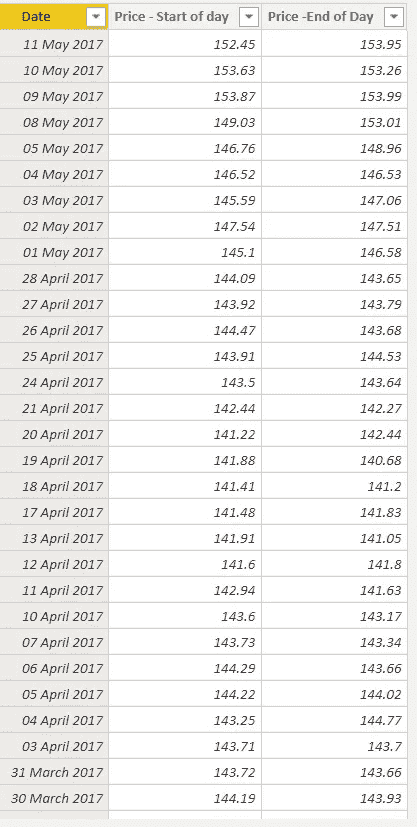 Date Price - Start of day Price -End of Day
11 May 2017 152.45 153.95
10 May 2017 153.63 153.26
09 May 2017 153.87 153.99
08 May 2017 149.03 153.01
05 May 2017 146.76 148.96
04 May 2017 146.52 146.53
03 May 2017 145.59 147.06
02 May 2017 147.54 147.51
01 May 2017 145.1 146.58
28 April 2017 144.09 143.65
27 April 2017 143.92 143.79
26 April 2017 144.47 143.68
25 April 2017 143.91 144.53
24 April 2017 143.5 143.64
21 April 2017 142.44 142.27
20 April 2017 141.22 142.44
19 April 2017 141.88 140.68
18 April 2017 141.41 141.2
17 April 2017 141.48 141.83
13 April 2017 141.91 141.05
12 April 2017 141.6 141.8
11 April 2017 142.94 141.63
10 April 2017 143.6 143.17
07 April 2017 143.73 143.34
06 April 2017 144.29 143.66
05 April 2017 144.22 144.02
04 April 2017 143.25 144.77
03 April 2017 143.71 143.7
31 March 2017 143.72 143.66
30 March 2017 144.19 143.93